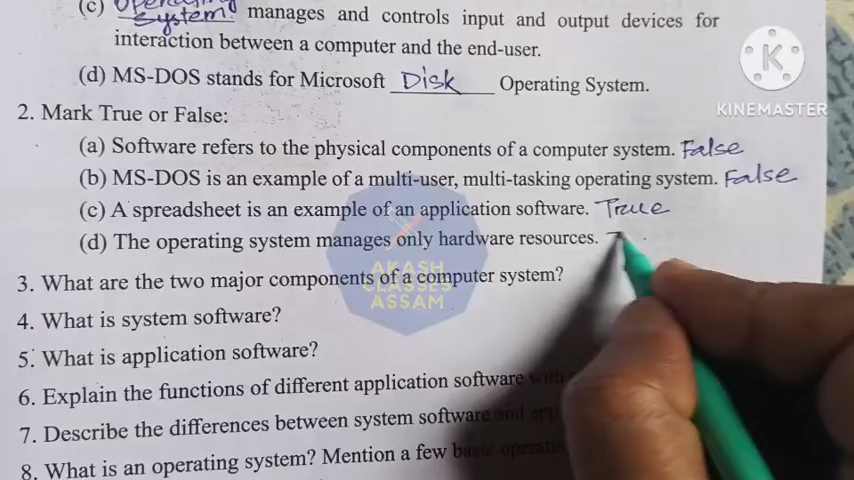 (c) Operating
System. manages and controls input and output devices for
interaction between a computer and the end-user.
(d) MS-DOS stands for Microsoft Disk Operating System.
2. Mark True or False:
(a) Software refers to the physical components of a computer system. False
(b) MS-DOS is an example of a multi-user, multi-tasking operating system. False
(c) A spreadsheet is an example of an application software. True
(d) The operating system manages only hardware resources.
3. What are the two major components of a computer system?
4. What is system software?
5. What is application software?
6. Explain the functions of different application software with
7. Describe the differences between system software and
8. What is an operating system? Mention a few basic
K
KINEMASTER
AKASH
CLASSES
ASSAM